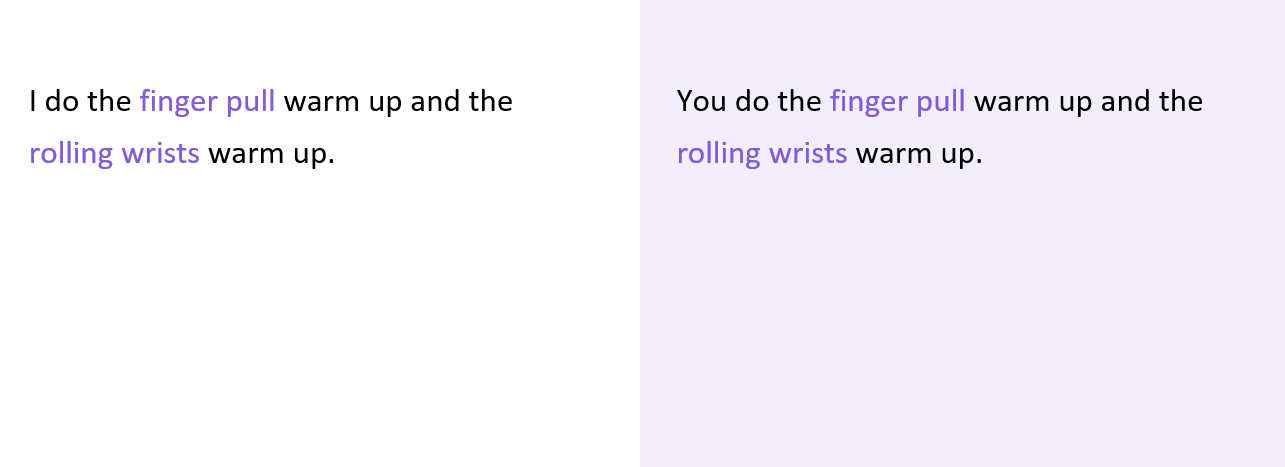 I do the finger pull warm up and the
rolling wrists warm up.
You do the finger pull warm up and the
rolling wrists warm up.